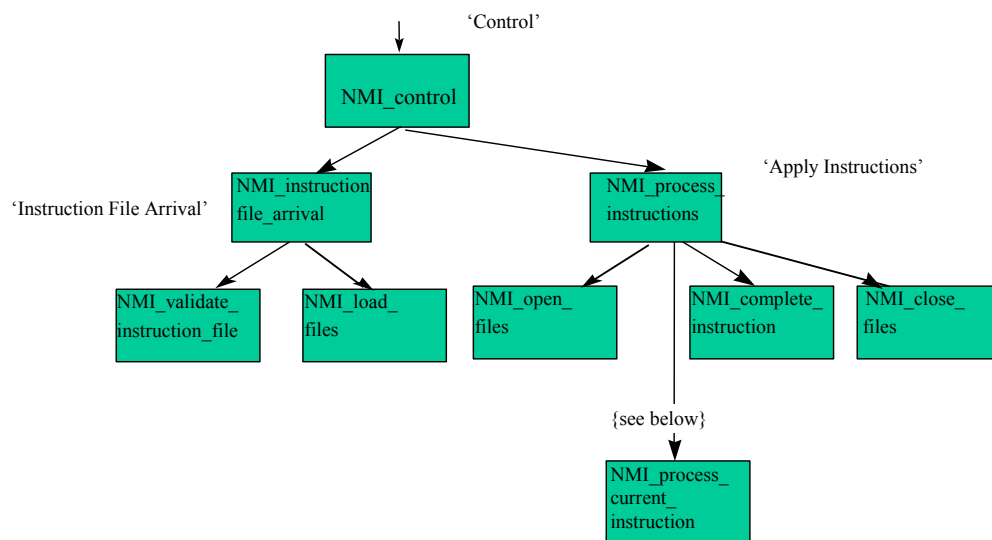 ‘Control’
NMI_control
‘Instruction File Arrival’
NMI_instruction
file_arrival
NMI_process_
instructions
‘Apply Instructions’
NMI_validate_
instruction_file
NMI_load_
files
NMI_open_
files
NMI_complete_
instruction
NMI_close_
files
{see below}
NMI_process_
current_
instruction